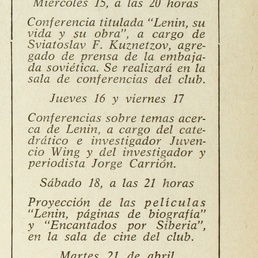 Miércoles 15, a las 20 horas
Conferencia titulada "Lenin, su
vida y su obra", a cargo de
Sviatoslav F. Kuznetzov, agre-
gado de prensa de la embaja-
da soviética. Se realizará en la
sala de conferencias del club.
Jueves 16 y viernes 17
Conferencias sobre temas acer-
ca de Lenin, a cargo del cate-
drático e investigador Juven-
cio Wing y del investigador y
periodista Jorge Carrión.
Sábado 18, a las 21 horas
Proyección de las películas
"Lenin, páginas de biografía"
y "Encantados por Siberia",
en la sala de cine del club.
Martes 21 de abril